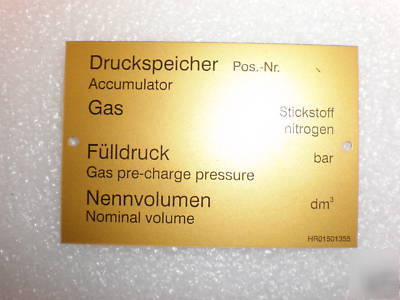 Druckspeicher Pos.-Nr.
Accumulator
Gas Stickstoff
nitrogen
Fülldruck bar
Gas pre-charge pressure
Nennvolumen dm³
Nominal volume
HR01501355